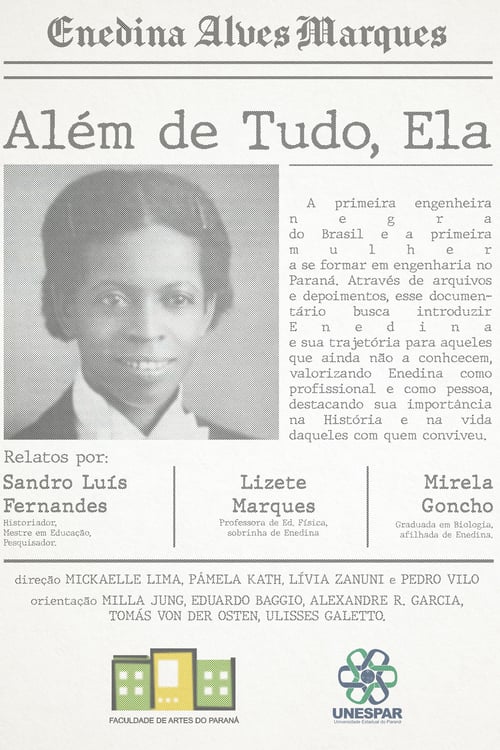 Enedina Alves Marques
Além de Tudo, Ela
A primeira engenheira
negra
do Brasil e a primeira
mulher
a se formar em engenharia no
Paraná. Através de arquivos
e depoimentos, esse documen-
tário busca introduzir
Enedina
e sua trajetória para aqueles
que ainda não a conhcecem,
valorizando Enedina como
profissional e como pessoa,
destacando sua importância
na História e na vida
daqueles com quem conviveu.
Relatos por:
Sandro Luís
Fernandes
Historiador,
Mestre em Educação,
Pesquisador.
Lizete
Marques
Professora de Ed. Física,
sobrinha de Enedina
Mirela
Goncho
Graduada em Biologia,
afilhada de Enedina.
direção MICKAELLE LIMA, PÂMELA KATH, LÍVIA ZANUNI e PEDRO VILO
orientação MILLA JUNG, EDUARDO BAGGIO, ALEXANDRE R. GARCIA,
TOMÁS VON DER OSTEN, ULISSES GALETTO.
FACULDADE DE ARTES DO PARANÁ
UNESPAR
Universidade Estadual do Paraná